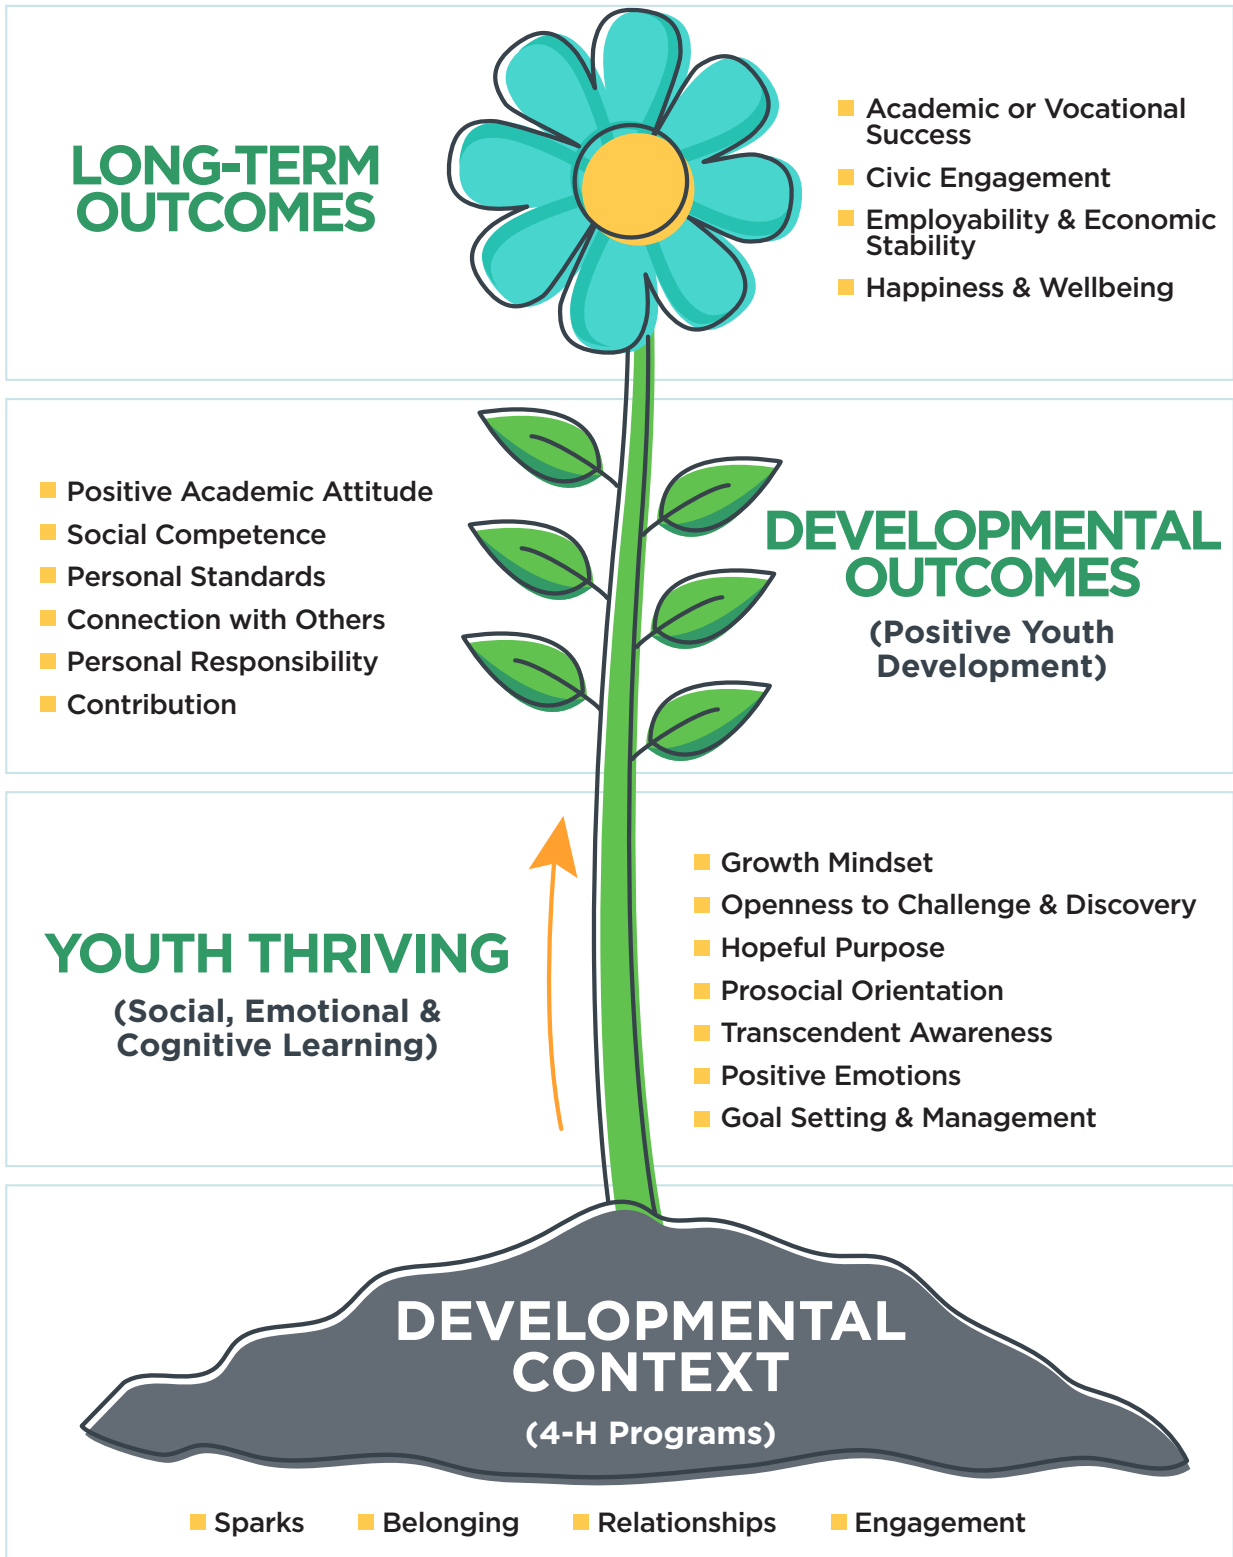 LONG-TERM
OUTCOMES
Academic or Vocational
Success
Civic Engagement
Employability & Economic
Stability
Happiness & Wellbeing
Positive Academic Attitude
Social Competence
Personal Standards
Connection with Others
Personal Responsibility
Contribution
DEVELOPMENTAL
OUTCOMES
(Positive Youth
Development)
YOUTH THRIVING
(Social, Emotional &
Cognitive Learning)
Growth Mindset
Openness to Challenge & Discovery
Hopeful Purpose
Prosocial Orientation
Transcendent Awareness
Positive Emotions
Goal Setting & Management
DEVELOPMENTAL
CONTEXT
(4-H Programs)
Sparks Belonging Relationships Engagement